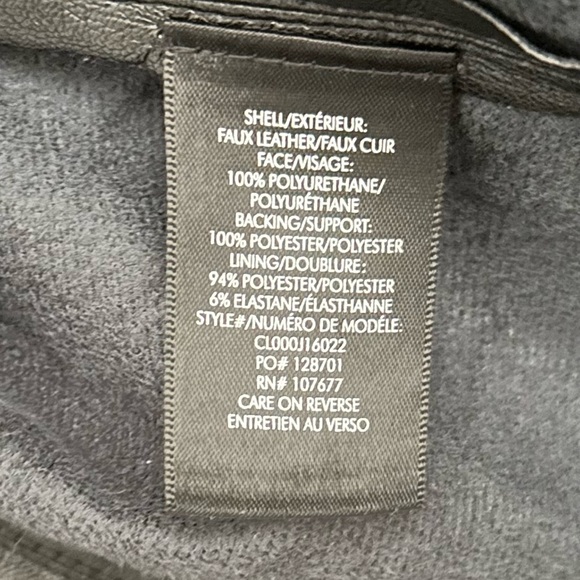 SHELL/EXTÉRIEUR:
FAUX LEATHER/FAUX CUIR
FACE/VISAGE:
100% POLYURETHANE/
POLYURÉTHANE
BACKING/SUPPORT:
100% POLYESTER/POLYESTER
LINING/DOUBLURE:
94% POLYESTER/POLYESTER
6% ELASTANE/ÉLASTHANNE
STYLE#/NUMÉRO DE MODÉLE:
CL000J16022
PO# 128701
RN# 107677
CARE ON REVERSE
ENTRETIEN AU VERSO